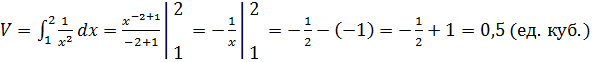 V = ∫₁² 1/x² dx = x⁻²⁺¹/−2+1 |₁² = −1/x |₁² = −1/2 − (−1) = −1/2 + 1 = 0,5 (ед. куб.)